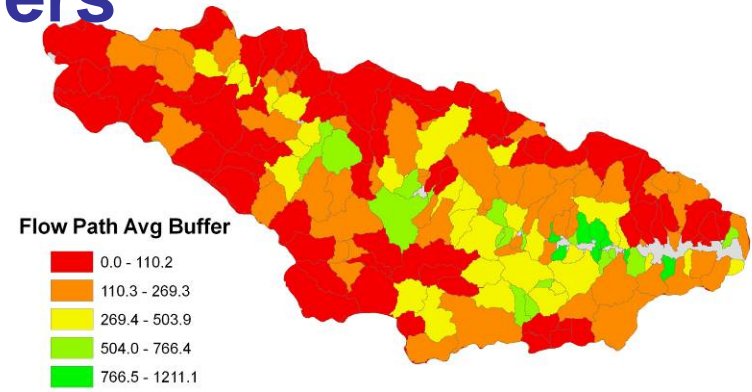 ers
Flow Path Avg Buffer
0.0 - 110.2
110.3 - 269.3
269.4 - 503.9
504.0 - 766.4
766.5 - 1211.1